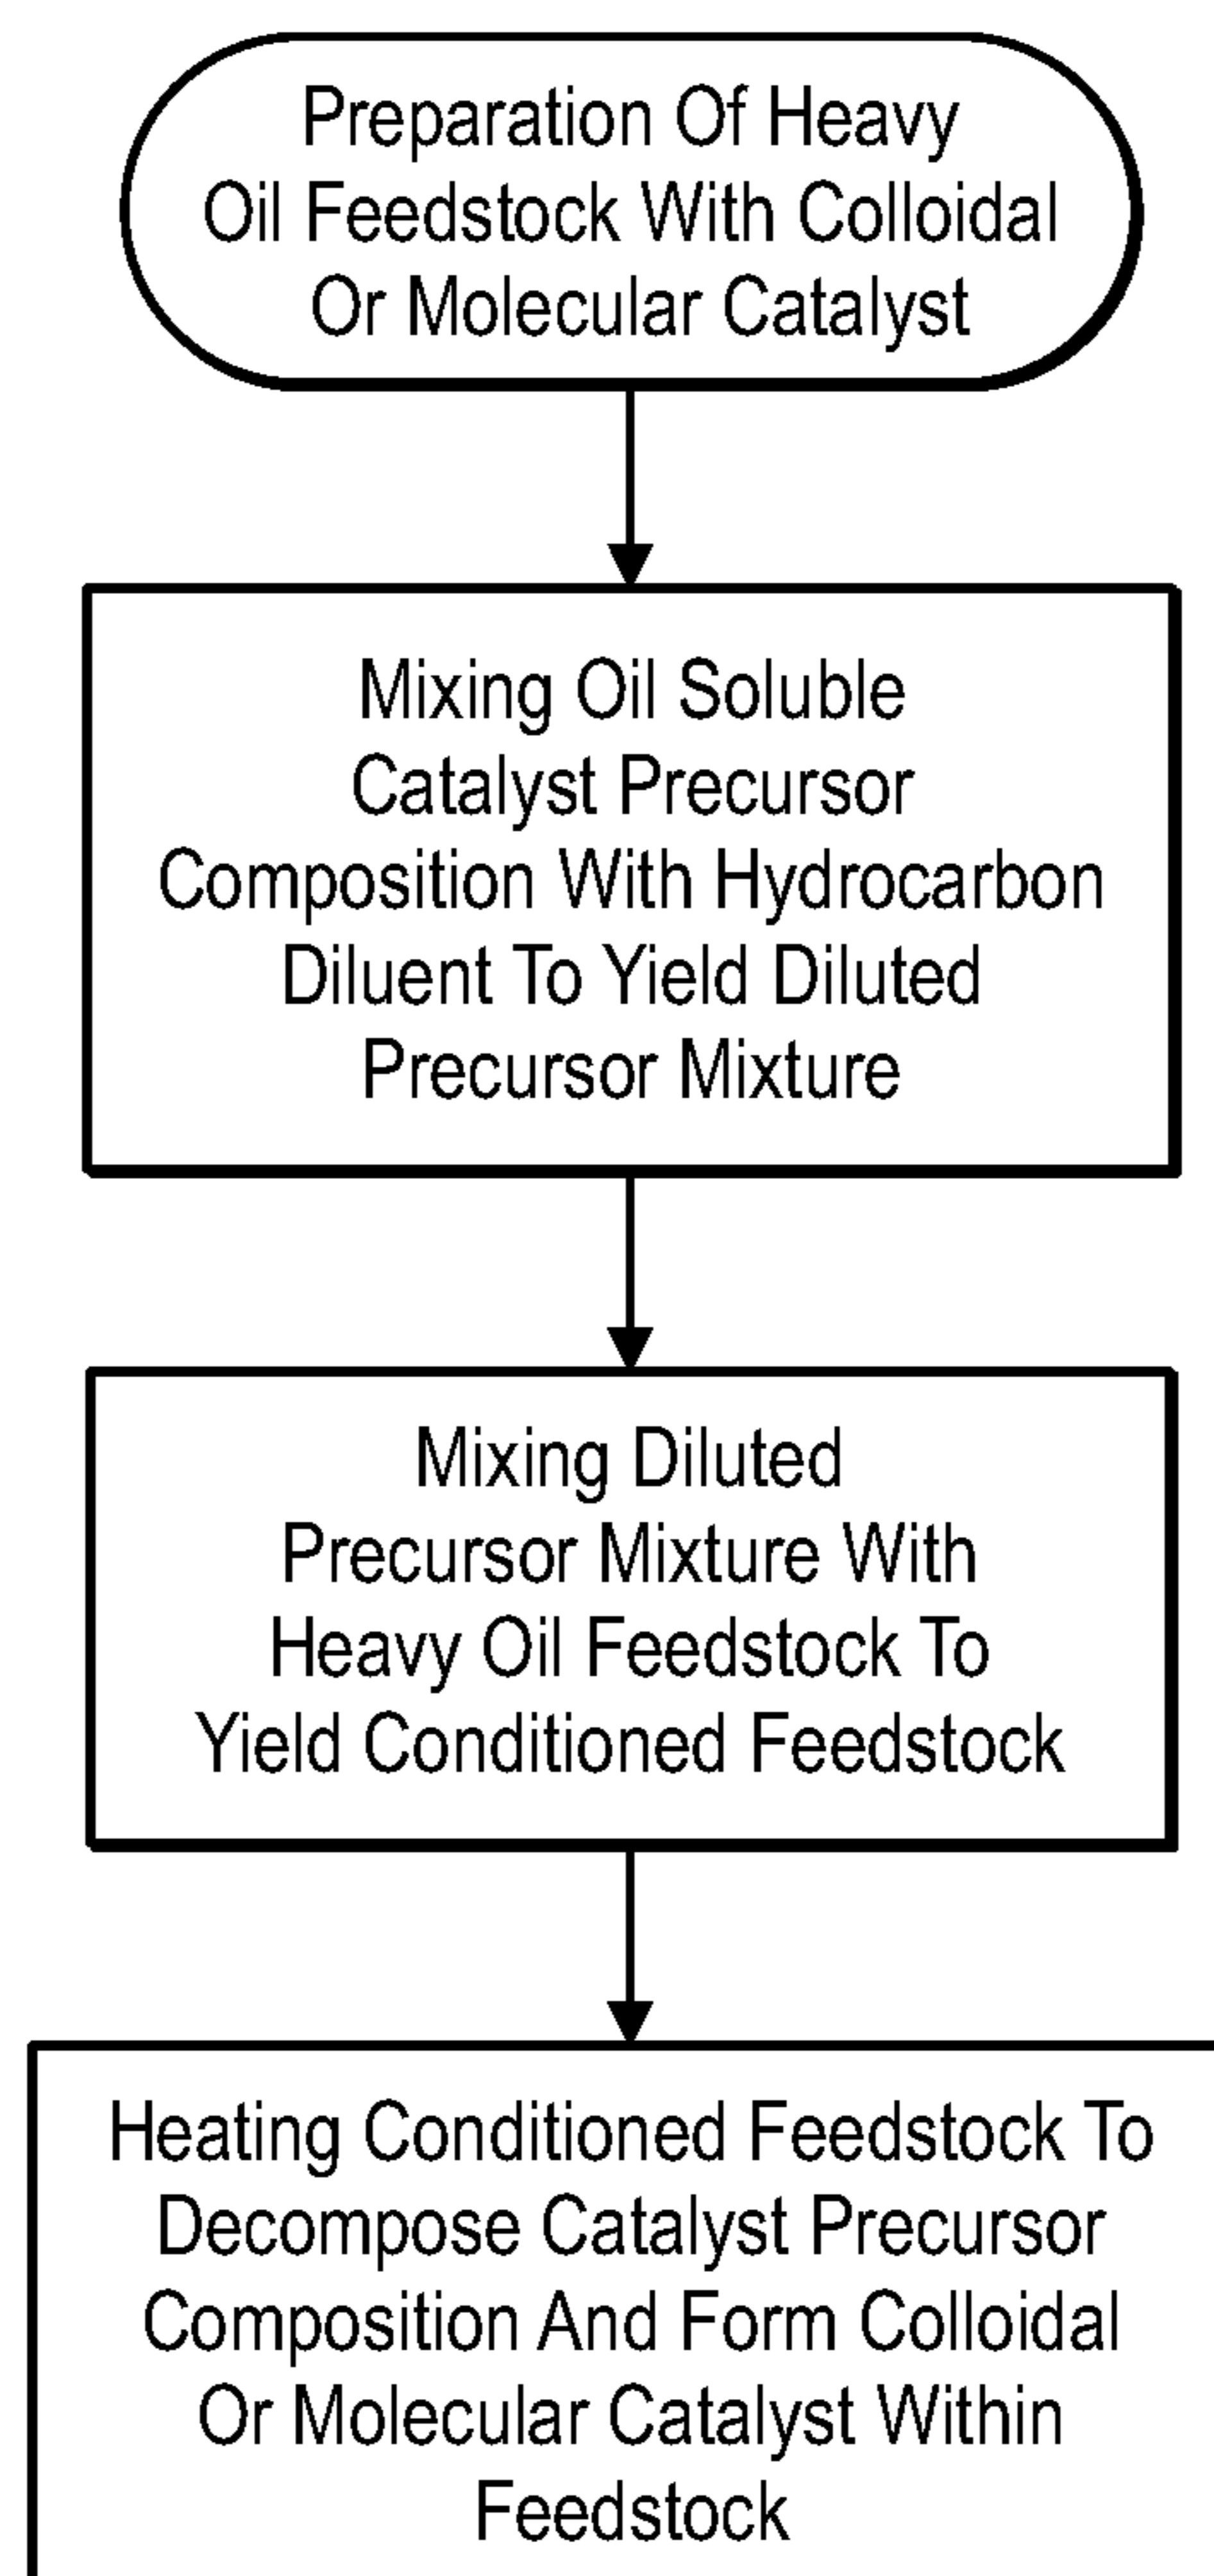 Preparation Of Heavy
Oil Feedstock With Colloidal
Or Molecular Catalyst
Mixing Oil Soluble
Catalyst Precursor
Composition With Hydrocarbon
Diluent To Yield Diluted
Precursor Mixture
Mixing Diluted
Precursor Mixture With
Heavy Oil Feedstock To
Yield Conditioned Feedstock
Heating Conditioned Feedstock To
Decompose Catalyst Precursor
Composition And Form Colloidal
Or Molecular Catalyst Within
Feedstock